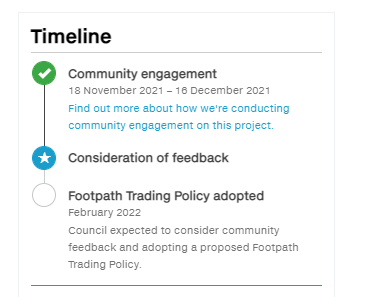 Timeline
Community engagement
18 November 2021 – 16 December 2021
Find out more about how we're conducting
community engagement on this project.
Consideration of feedback
Footpath Trading Policy adopted
February 2022
Council expected to consider community
feedback and adopting a proposed Footpath
Trading Policy.